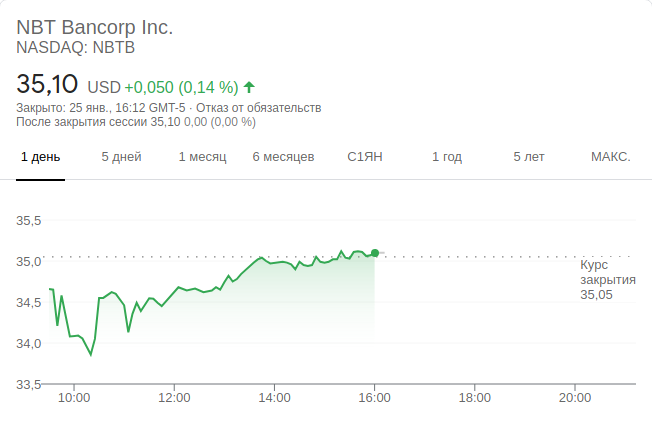 NBT Bancorp Inc.
NASDAQ: NBTB
35,10 USD +0,050 (0,14 %)
Закрыто: 25 янв., 16:12 GMT-5 · Отказ от обязательств
После закрытия сессии 35,10 0,00 (0,00 %)
1 день 5 дней 1 месяц 6 месяцев С1ЯН 1 год 5 лет МАКС.
35,5
35,0
Курс
закрытия
35,05
34,5
34,0
33,5
10:00 12:00 14:00 16:00 18:00 20:00